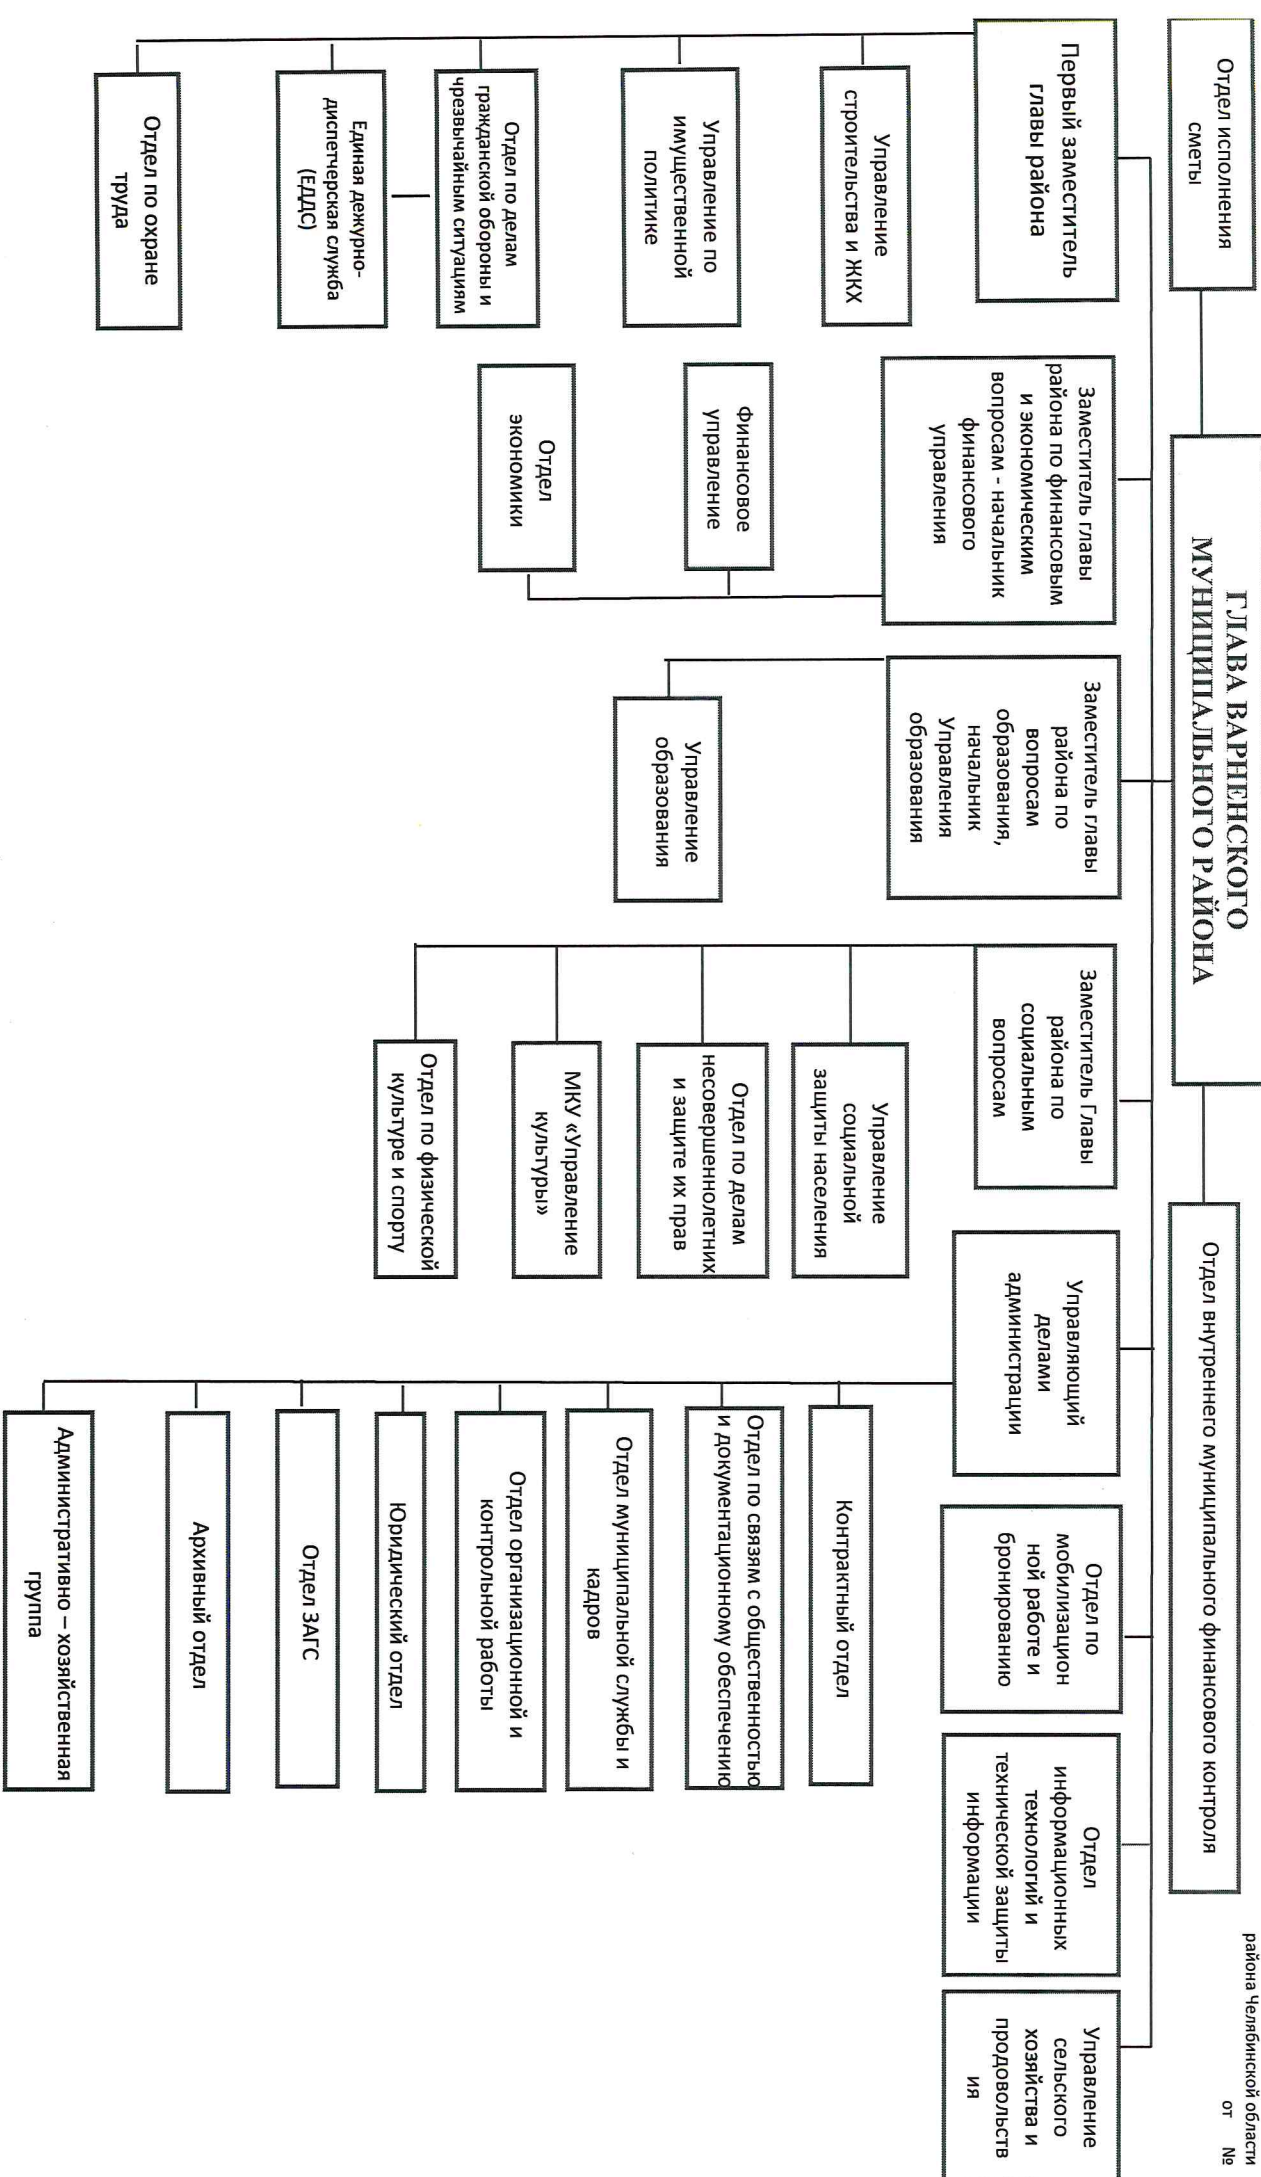 района Челябинской области
от №
Отдел исполнения
сметы
ГЛАВА ВАРНЕНСКОГО
МУНИЦИПАЛЬНОГО РАЙОНА
Отдел внутреннего муниципального финансового контроля
Первый заместитель
главы района
Заместитель главы
района по финансовым
и экономическим
вопросам - начальник
финансового
управления
Заместитель главы
района по
вопросам
образования,
начальник
Управления
образования
Заместитель Главы
района по
социальным
вопросам
Управляющий
делами
администрации
Отдел по
мобилизацион
ной работе и
бронированию
Отдел
информационных
технологий и
технической защиты
информации
Управление
сельского
хозяйства и
продовольств
ия
Управление
строительства и ЖКХ
Управление по
имущественной
политике
Отдел по делам
гражданской обороны и
чрезвычайным ситуациям
Единая дежурно-
диспетчерская служба
(ЕДДС)
Отдел по охране
труда
Финансовое
управление
Отдел
экономики
Управление
образования
Управление
социальной
защиты населения
Отдел по делам
несовершеннолетних
и защите их прав
МКУ «Управление
культуры»
Отдел по физической
культуре и спорту
Контрактный отдел
Отдел по связям с общественностью
и документационному обеспечению
Отдел муниципальной службы и
кадров
Отдел организационной и
контрольной работы
Юридический отдел
Отдел ЗАГС
Архивный отдел
Административно – хозяйственная
группа